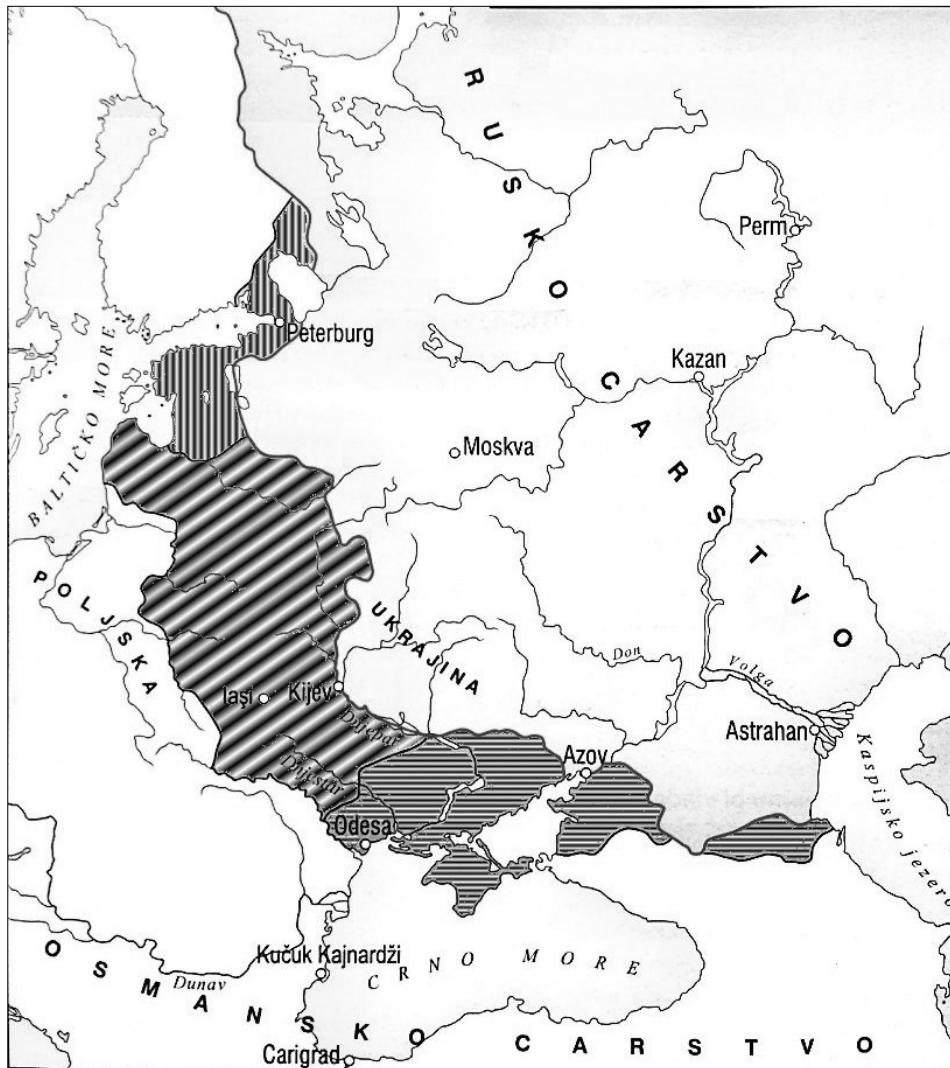 RUSKO CARSTVO
Perm
Peterburg
BALTIČKO MORE
Kazan
Moskva
POLJSKA
UKRAJINA
Don
Volga
Iaşi
Kijev
Dnjepar
Astrahan
Azov
Dnjestar
Kaspijsko jezero
Odesa
Kučuk Kajnardži
CRNO MORE
Dunav
OSMANSKO CARSTVO
Carigrad